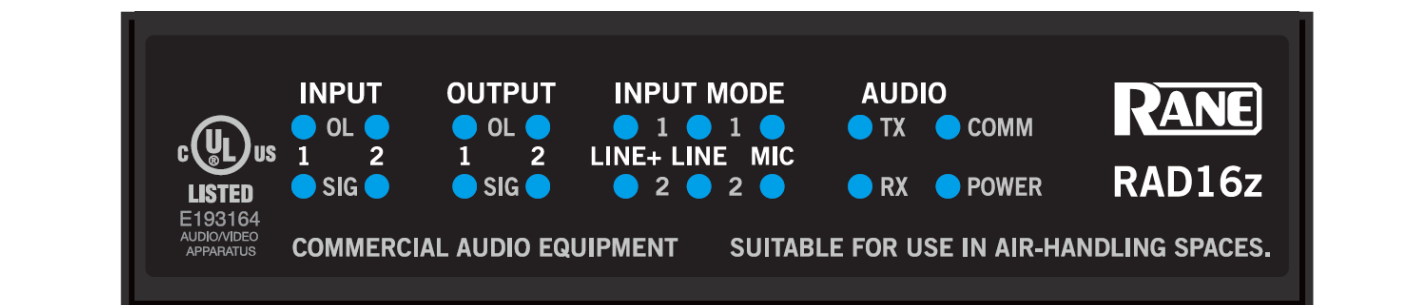 INPUT OUTPUT INPUT MODE AUDIO
OL OL 1 1 TX COMM
C UL ® US 1 2 1 2 LINE+ LINE MIC
SIG SIG 2 2 RX POWER
RANE
RAD16z
LISTED
E193164
AUDIO/VIDEO
APPARATUS
COMMERCIAL AUDIO EQUIPMENT SUITABLE FOR USE IN AIR-HANDLING SPACES.